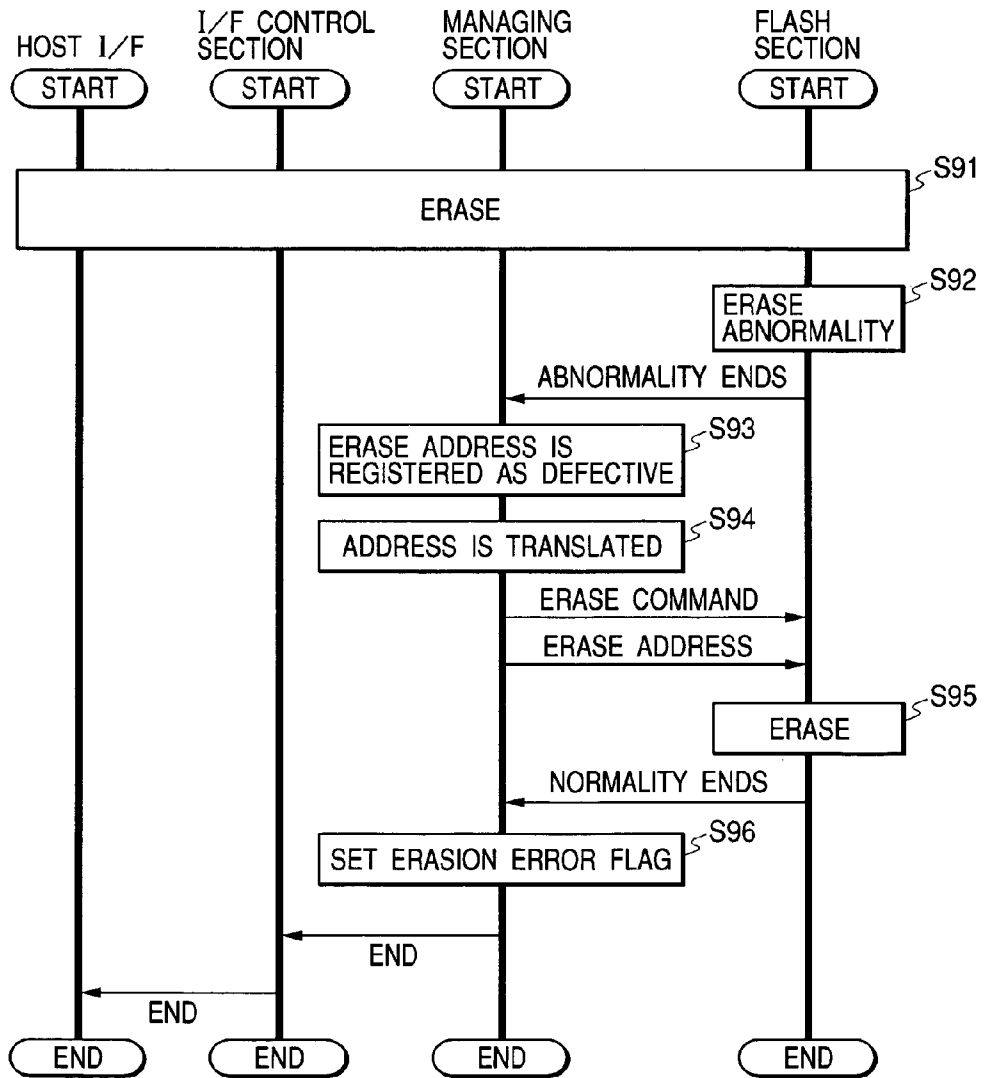 HOST I/F
I/F CONTROL
SECTION
MANAGING
SECTION
FLASH
SECTION
START
START
START
START
S91
ERASE
S92
ERASE
ABNORMALITY
ABNORMALITY ENDS
S93
ERASE ADDRESS IS
REGISTERED AS DEFECTIVE
S94
ADDRESS IS TRANSLATED
ERASE COMMAND
ERASE ADDRESS
S95
ERASE
NORMALITY ENDS
S96
SET ERASION ERROR FLAG
END
END
END
END
END
END